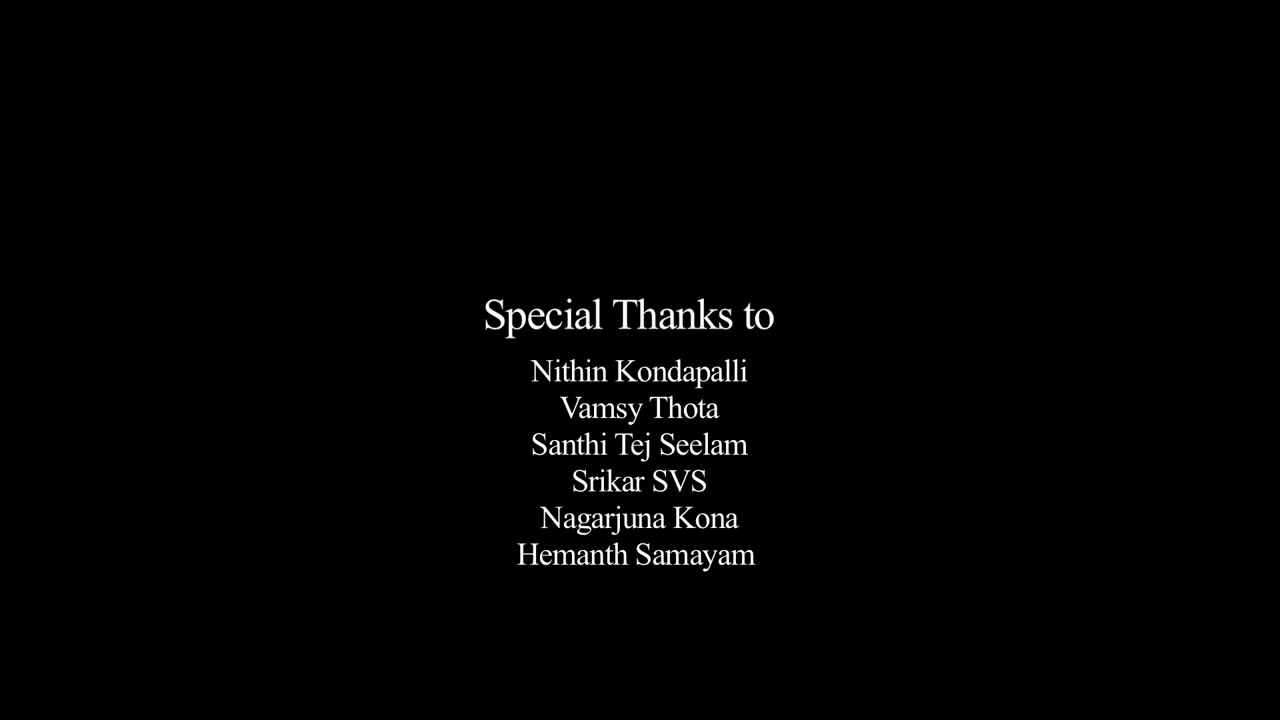 Special Thanks to
Nithin Kondapalli
Vamsy Thota
Santhi Tej Seelam
Srikar SVS
Nagarjuna Kona
Hemanth Samayam